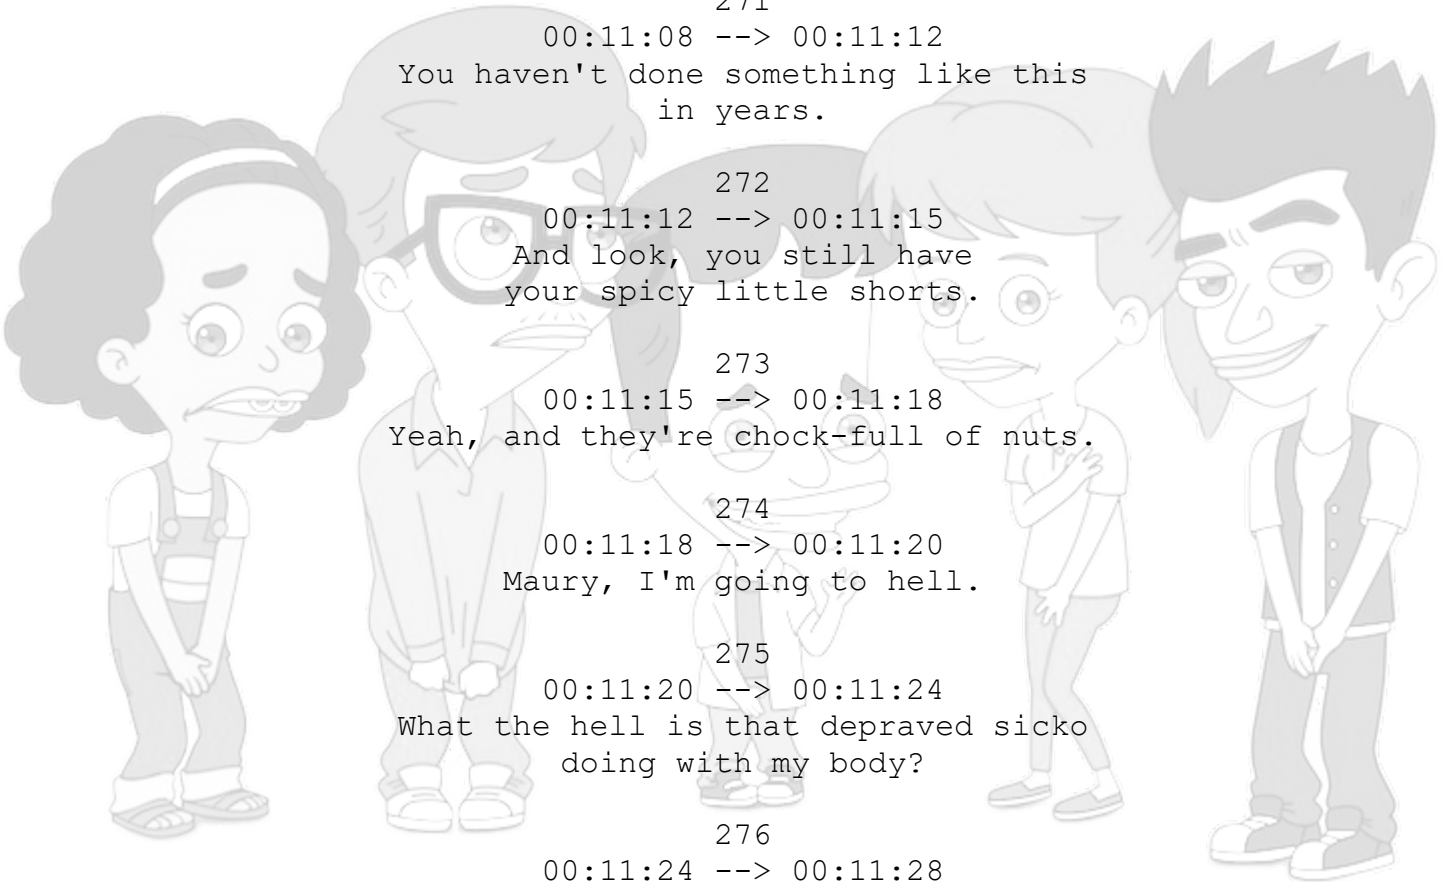 271
00:11:08 --> 00:11:12
You haven't done something like this
in years.
272
00:11:12 --> 00:11:15
And look, you still have
your spicy little shorts.
273
00:11:15 --> 00:11:18
Yeah, and they're chock-full of nuts.
274
00:11:18 --> 00:11:20
Maury, I'm going to hell.
275
00:11:20 --> 00:11:24
What the hell is that depraved sicko
doing with my body?
276
00:11:24 --> 00:11:28